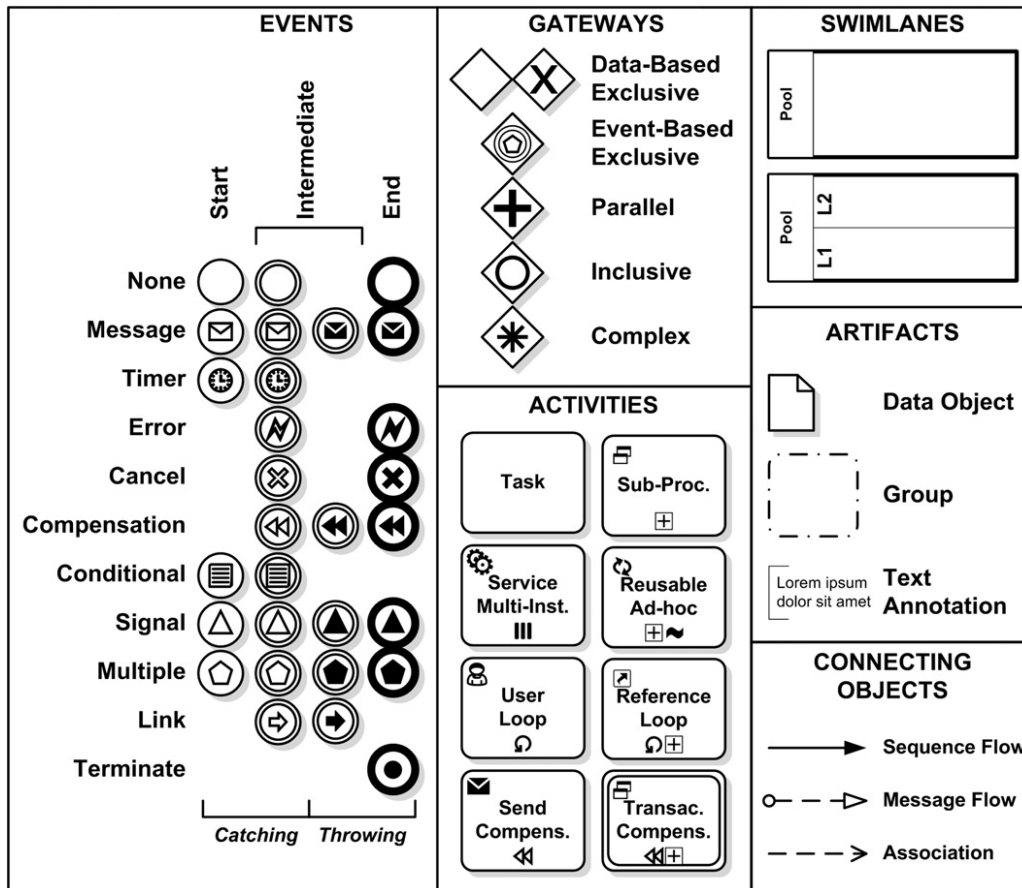 EVENTS
Start
Intermediate
End
None
Message
Timer
Error
Cancel
Compensation
Conditional
Signal
Multiple
Link
Terminate
Catching
Throwing
GATEWAYS
X
Data-Based
Exclusive
Event-Based
Exclusive
Parallel
Inclusive
Complex
ACTIVITIES
Task
Sub-Proc.
Service
Multi-Inst.
Reusable
Ad-hoc
User
Loop
Reference
Loop
Send
Compens.
Transac.
Compens.
SWIMLANES
Pool
Pool
L2
L1
ARTIFACTS
Data Object
Group
Lorem ipsum
dolor sit amet
Text
Annotation
CONNECTING
OBJECTS
Sequence Flow
Message Flow
Association